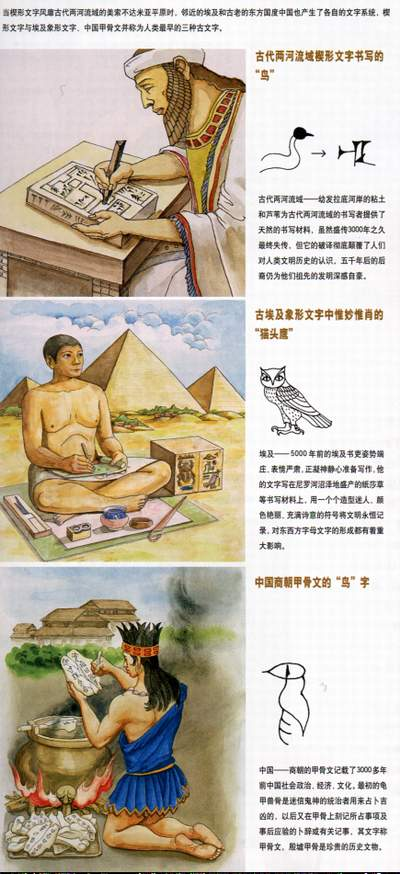 当楔形文字风靡古代两河流域的美索不达米亚平原时，邻近的埃及和古老的东方国度中国也产生了各自的文字系统，楔
形文字与埃及象形文字、中国甲骨文并称为人类最早的三种古文字。
古代两河流域楔形文字书写的
“鸟”
古代两河流域——幼发拉底河岸的粘土
和芦苇为古代两河流域的书写者提供了
天然的书写材料，虽然盛传3000年之久
最终失传，但它的破译彻底颠覆了人们
对人类文明历史的认识，五千年后的后
裔仍为他们祖先的发明深感自豪。
古埃及象形文字中惟妙惟肖的
“猫头鹰”
埃及——5000 年前的埃及书吏姿势端
庄，表情严肃，正凝神静心准备写作，他
的文字写在尼罗河沼泽地盛产的纸莎草
等书写材料上，用一个个造型迷人、颜
色艳丽、充满诗意的符号将文明永恒记
录，对东西方字母文字的形成都有着重
大影响。
中国商朝甲骨文的“鸟”字
中国——商朝的甲骨文记载了3000多年
前中国社会政治、经济、文化。最初的龟
甲兽骨是迷信鬼神的统治者用来占卜吉
凶的，以后又在甲骨上刻记所占事项及
事后应验的卜辞或有关记事，其文字称
甲骨文，殷墟甲骨是珍贵的历史文物。